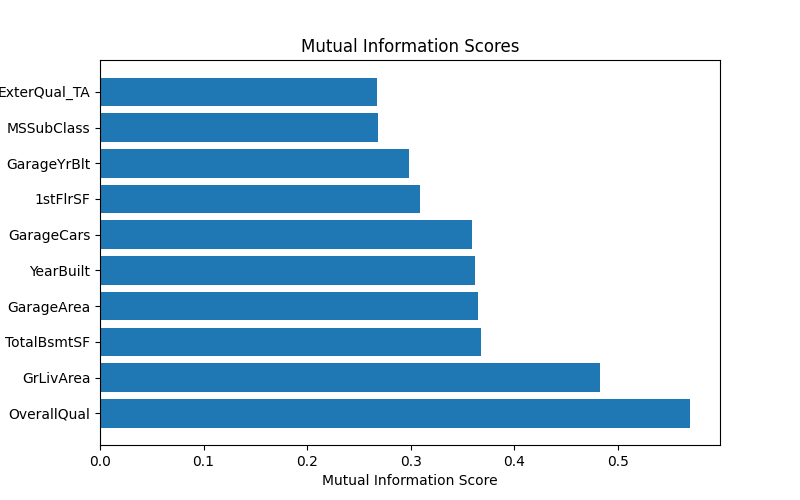 Mutual Information Scores
ExterQual_TA
MSSubClass
GarageYrBlt
1stFlrSF
GarageCars
YearBuilt
GarageArea
TotalBsmtSF
GrLivArea
OverallQual
0.0 0.1 0.2 0.3 0.4 0.5
Mutual Information Score